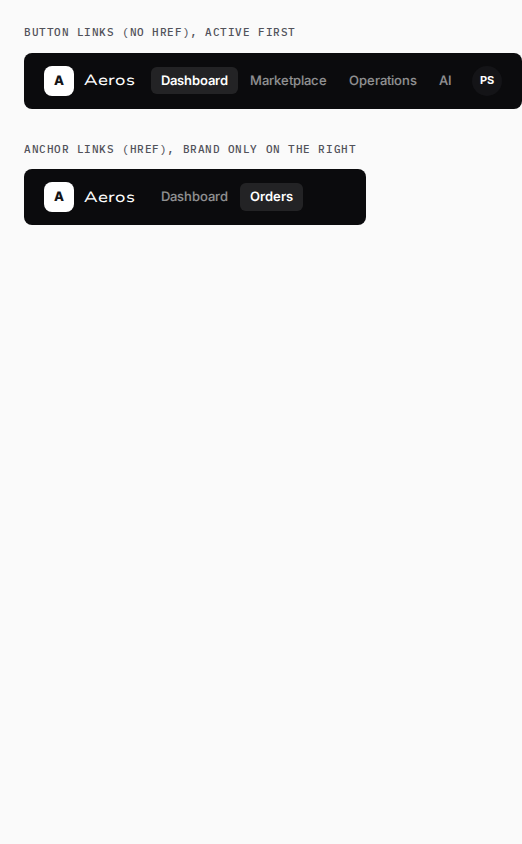 BUTTON LINKS (NO HREF), ACTIVE FIRST
A Aeros Dashboard Marketplace Operations AI PS
ANCHOR LINKS (HREF), BRAND ONLY ON THE RIGHT
A Aeros Dashboard Orders